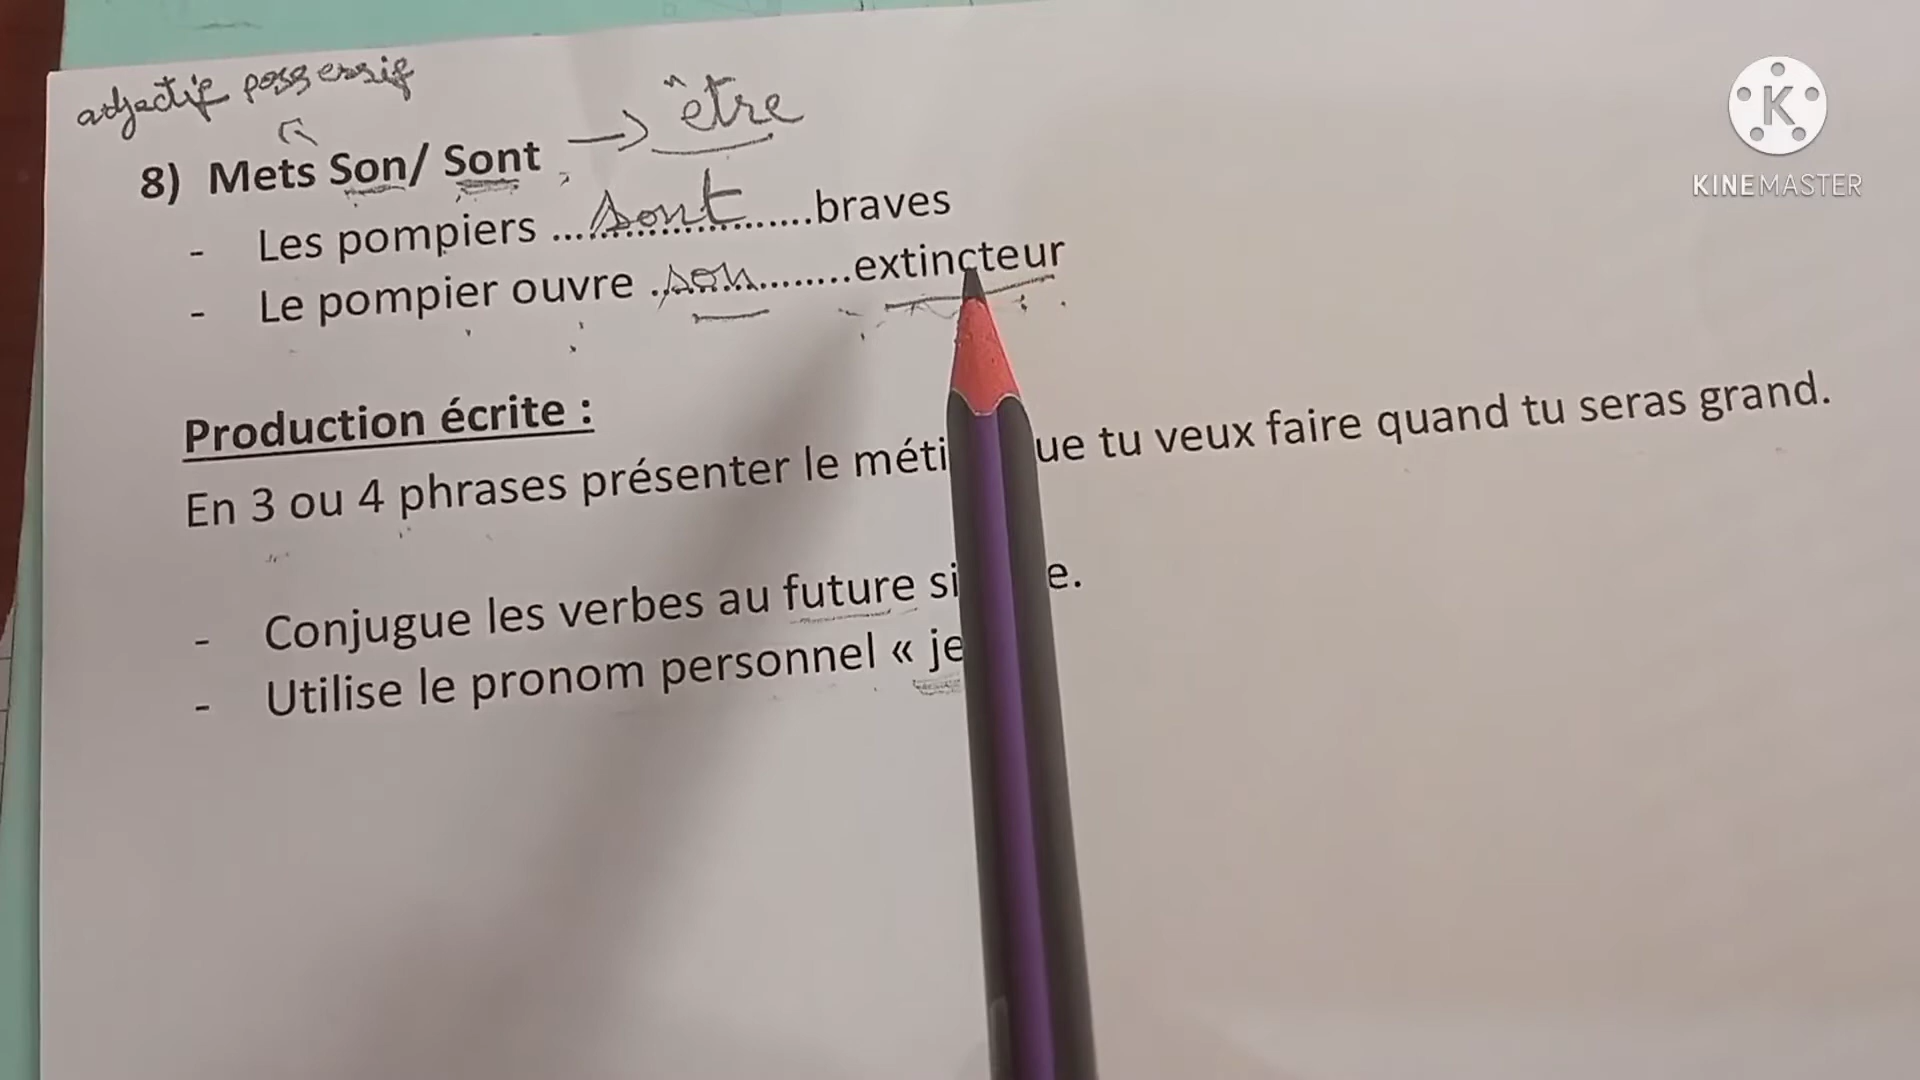 adjectif possessif
être
8) Mets Son/ Sont
- Les pompiers ...sont......braves
- Le pompier ouvre .son........extincteur
Production écrite :
En 3 ou 4 phrases présenter le méti ue tu veux faire quand tu seras grand.
- Conjugue les verbes au future si e.
- Utilise le pronom personnel « je
KINEMASTER